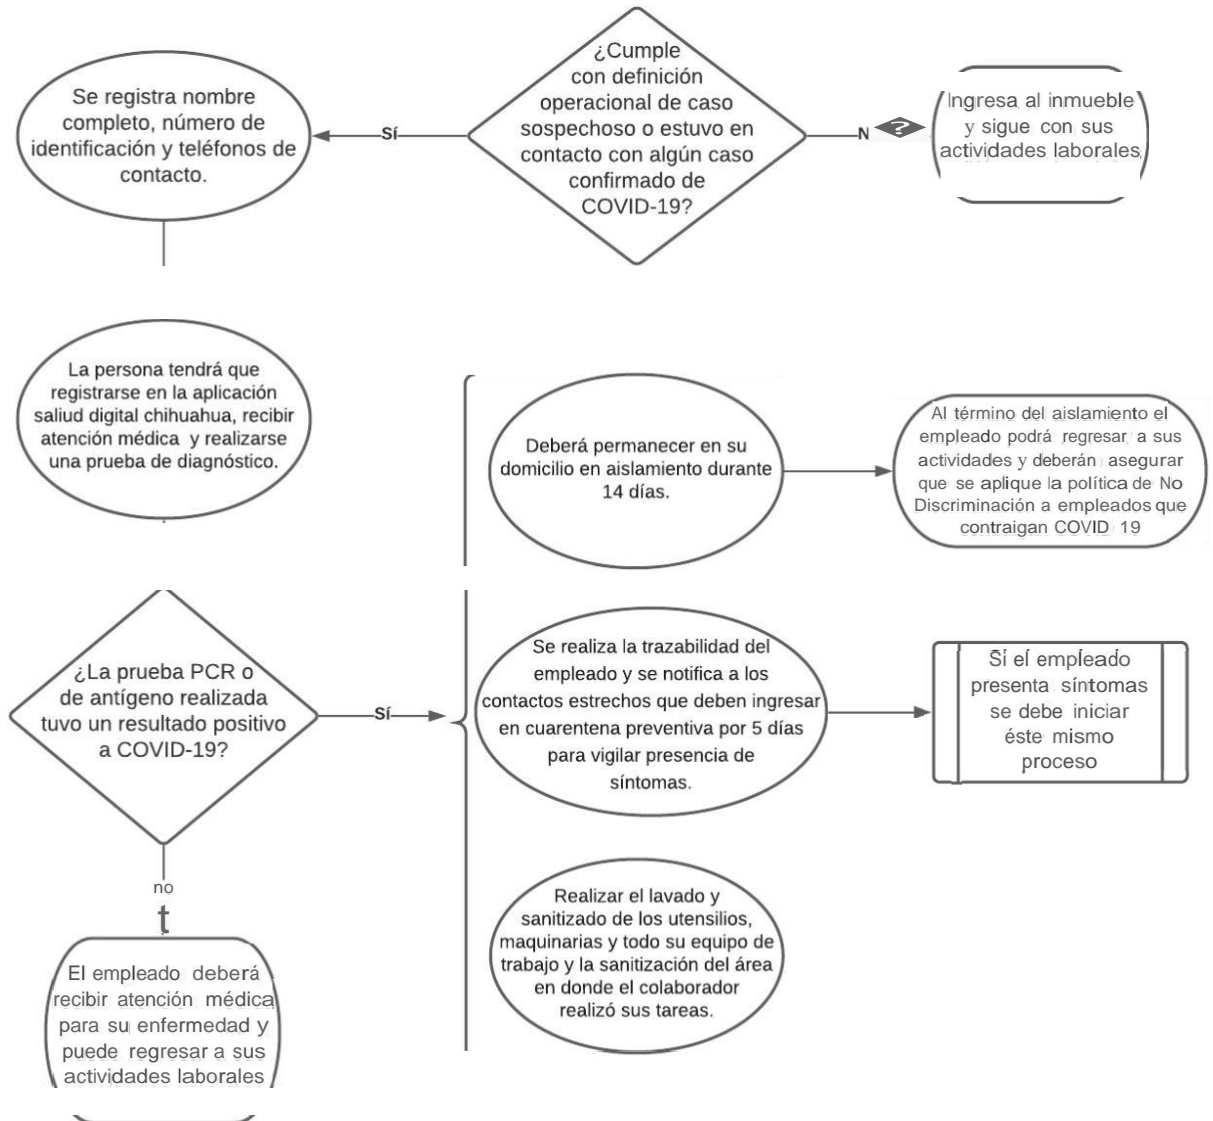 ¿Cumple
con definición
operacional de caso
sospechoso o estuvo en
contacto con algún caso
confirmado de
COVID-19?
Sí
Se registra nombre
completo, número de
identificación y teléfonos de
contacto.
N
?
Ingresa al inmueble
y sigue con sus
actividades laborales
La persona tendrá que
registrarse en la aplicación
saliud digital chihuahua, recibir
atención médica y realizarse
una prueba de diagnóstico.
¿La prueba PCR o
de antígeno realizada
tuvo un resultado positivo
a COVID-19?
Sí
no
t
El empleado deberá
recibir atención médica
para su enfermedad y
puede regresar a sus
actividades laborales
Deberá permanecer en su
domicilio en aislamiento durante
14 días.
Al término del aislamiento el
empleado podrá regresar a sus
actividades y deberán asegurar
que se aplique la política de No
Discriminación a empleados que
contraigan COVID 19
Se realiza la trazabilidad del
empleado y se notifica a los
contactos estrechos que deben ingresar
en cuarentena preventiva por 5 días
para vigilar presencia de
síntomas.
Si el empleado
presenta síntomas
se debe iniciar
éste mismo
proceso
Realizar el lavado y
sanitizado de los utensilios,
maquinarias y todo su equipo de
trabajo y la sanitización del área
en donde el colaborador
realizó sus tareas.